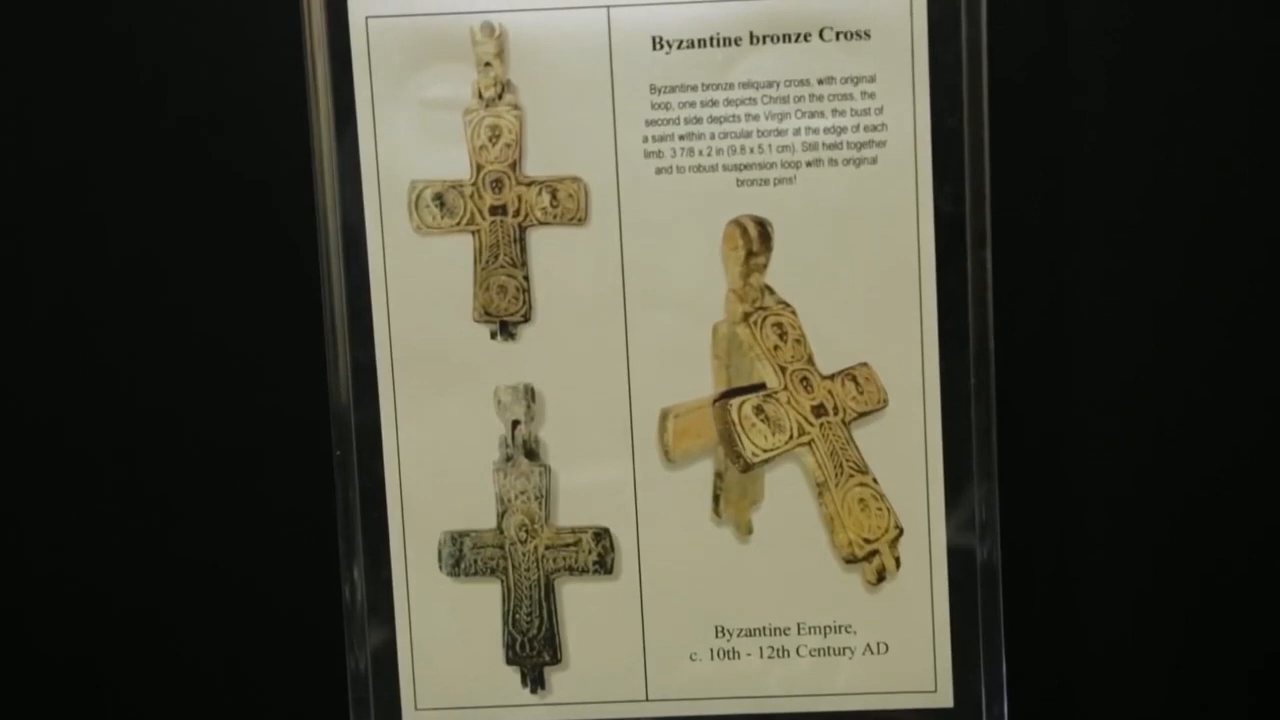 Byzantine bronze Cross
Byzantine bronze reliquary cross, with original
loop, one side depicts Christ on the cross, the
second side depicts the Virgin Orans, the bust of
a saint within a circular border at the edge of each
limb. 3 7/8 x 2 in (9.8 x 5.1 cm). Still held together
and to robust suspension loop with its original
bronze pins!
Byzantine Empire,
c. 10th - 12th Century AD